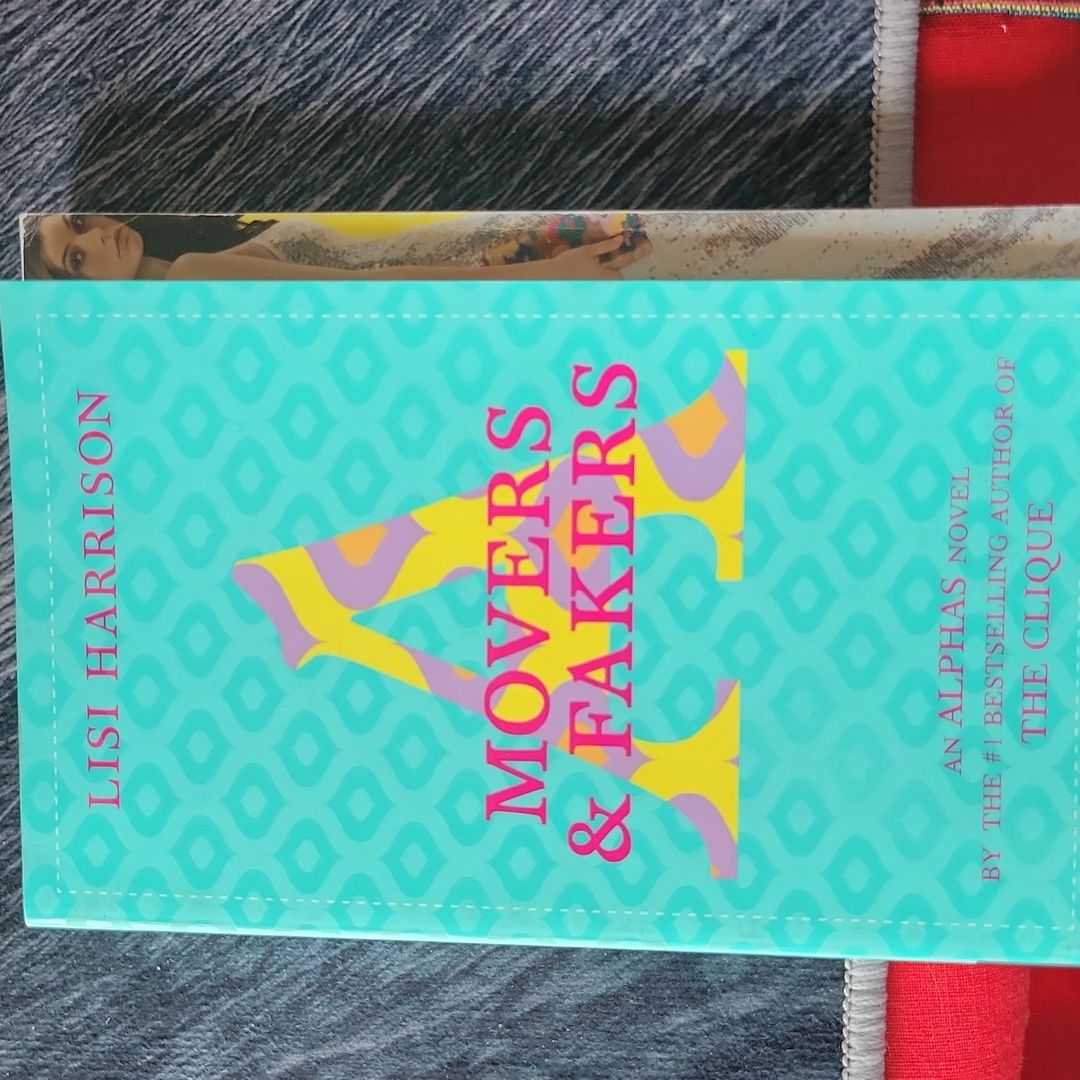 LISI HARRISON
MOVERS
& FAKERS
AN ALPHAS NOVEL
BY THE #1 BESTSELLING AUTHOR OF
THE CLIQUE